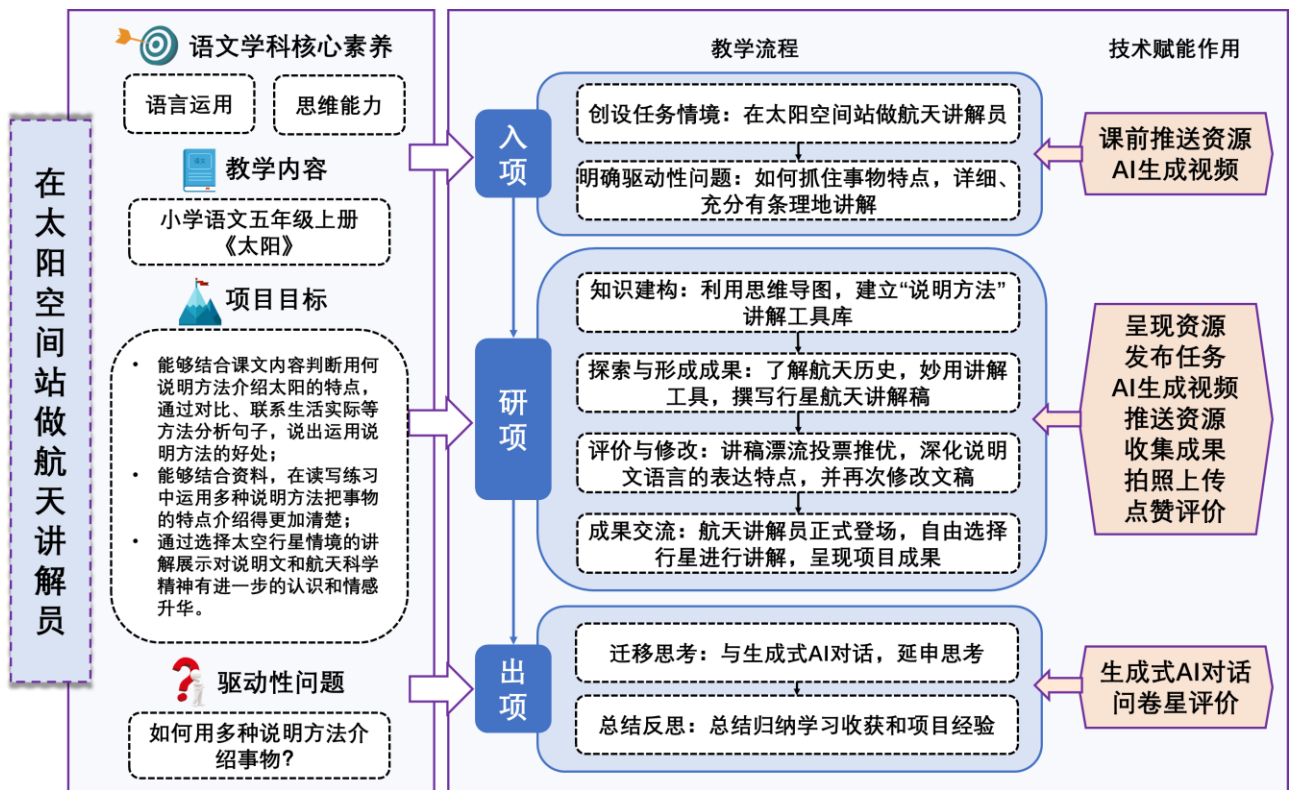 在太阳空间站做航天讲解员
语文学科核心素养
语言运用
思维能力
语文
教学内容
小学语文五年级上册
《太阳》
项目目标
• 能够结合课文内容判断用何
说明方法介绍太阳的特点，
通过对比、联系生活实际等
方法分析句子，说出运用说
明方法的好处；
• 能够结合资料，在读写练习
中运用多种说明方法把事物
的特点介绍得更加清楚；
• 通过选择太空行星情境的讲
解展示对说明文和航天科学
精神有进一步的认识和情感
升华。
驱动性问题
如何用多种说明方法介
绍事物？
教学流程
技术赋能作用
入项
创设任务情境：在太阳空间站做航天讲解员
明确驱动性问题：如何抓住事物特点，详细、
充分有条理地讲解
课前推送资源
AI生成视频
研项
知识建构：利用思维导图，建立“说明方法”
讲解工具库
探索与形成成果：了解航天历史，妙用讲解
工具，撰写行星航天讲解稿
评价与修改：讲稿漂流投票推优，深化说明
文语言的表达特点，并再次修改文稿
成果交流：航天讲解员正式登场，自由选择
行星进行讲解，呈现项目成果
呈现资源
发布任务
AI生成视频
推送资源
收集成果
拍照上传
点赞评价
出项
迁移思考：与生成式AI对话，延申思考
总结反思：总结归纳学习收获和项目经验
生成式AI对话
问卷星评价